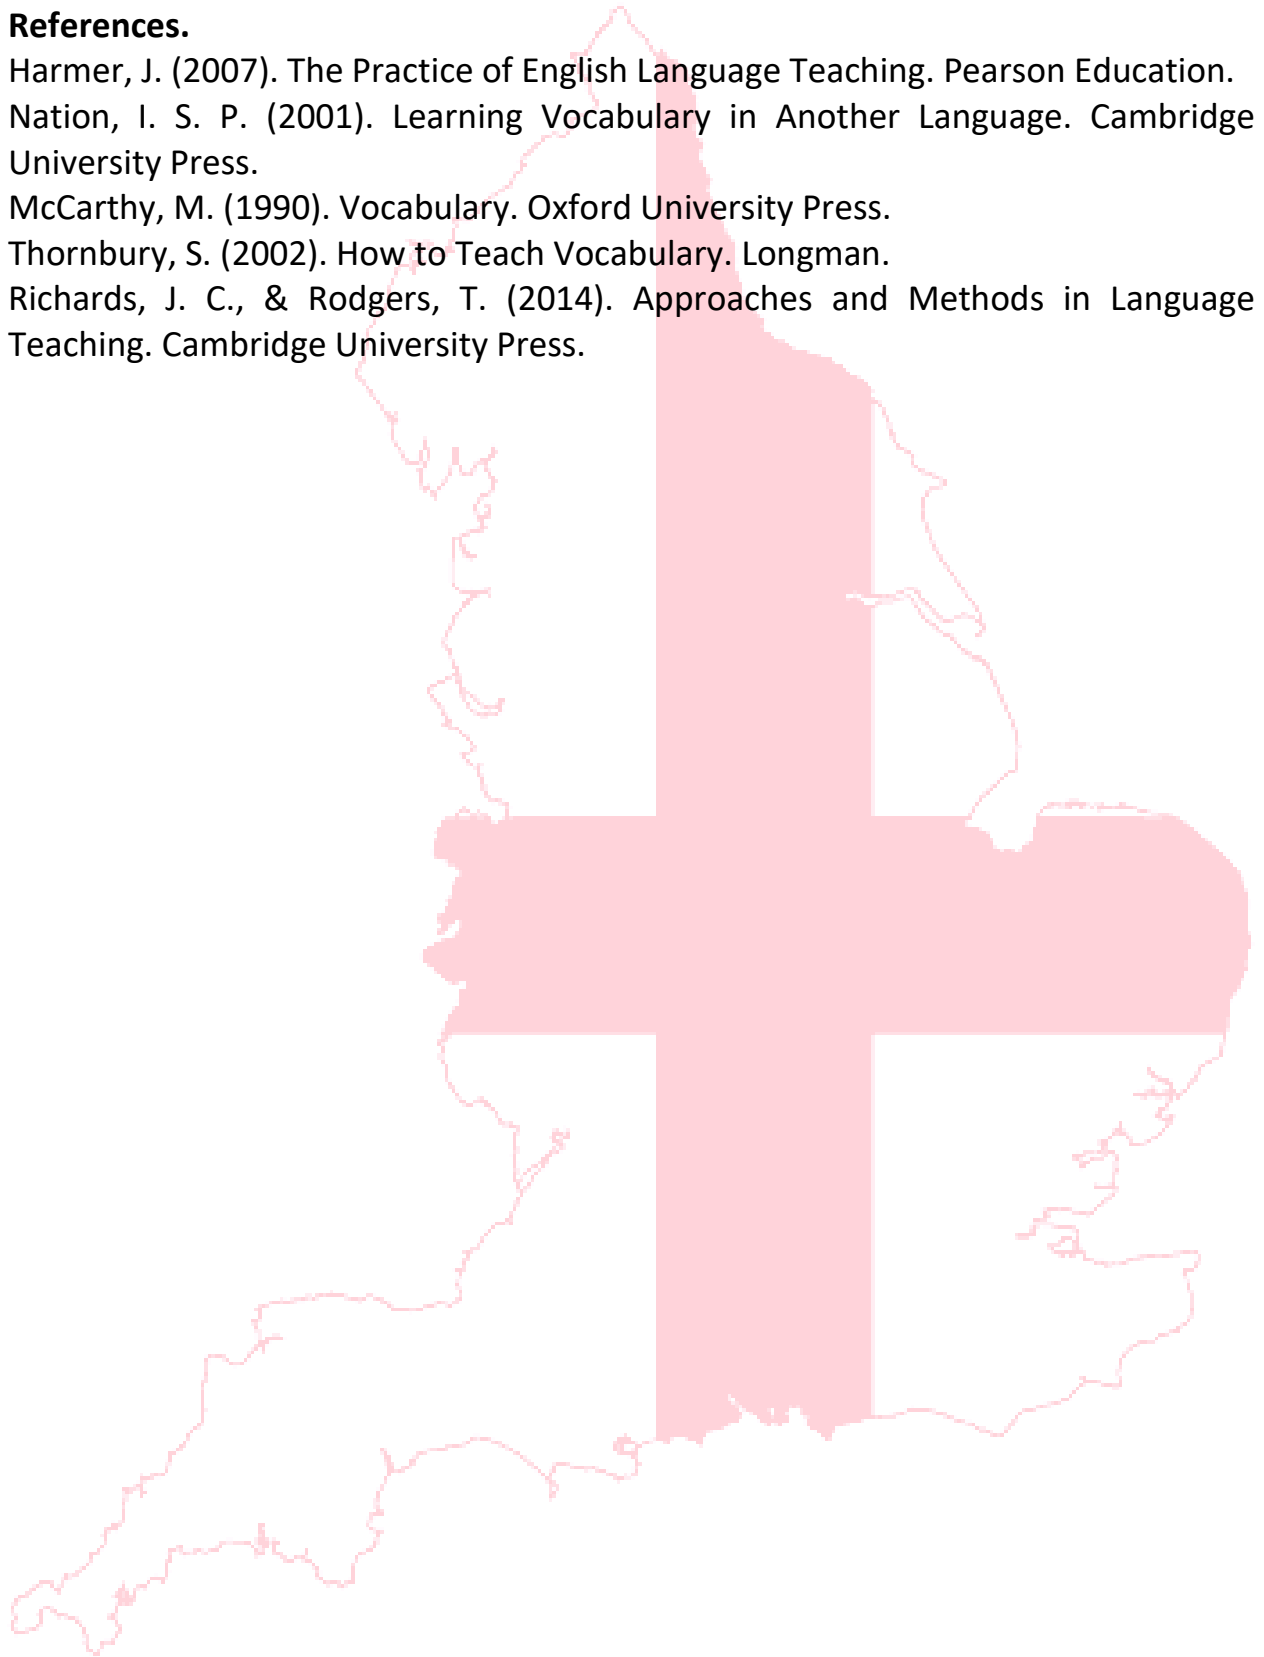 References.
Harmer, J. (2007). The Practice of English Language Teaching. Pearson Education.
Nation, I. S. P. (2001). Learning Vocabulary in Another Language. Cambridge
University Press.
McCarthy, M. (1990). Vocabulary. Oxford University Press.
Thornbury, S. (2002). How to Teach Vocabulary. Longman.
Richards, J. C., & Rodgers, T. (2014). Approaches and Methods in Language
Teaching. Cambridge University Press.